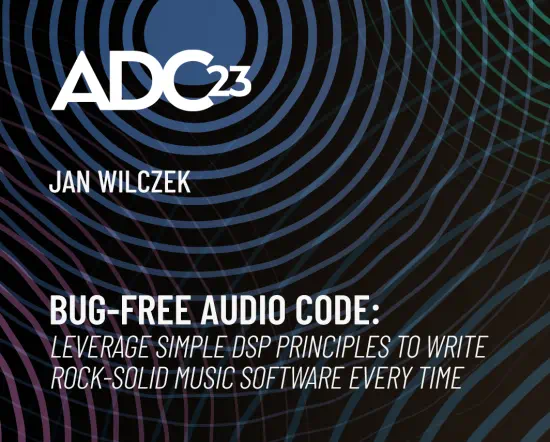 ADC23
JAN WILCZEK
BUG-FREE AUDIO CODE:
LEVERAGE SIMPLE DSP PRINCIPLES TO WRITE
ROCK-SOLID MUSIC SOFTWARE EVERY TIME